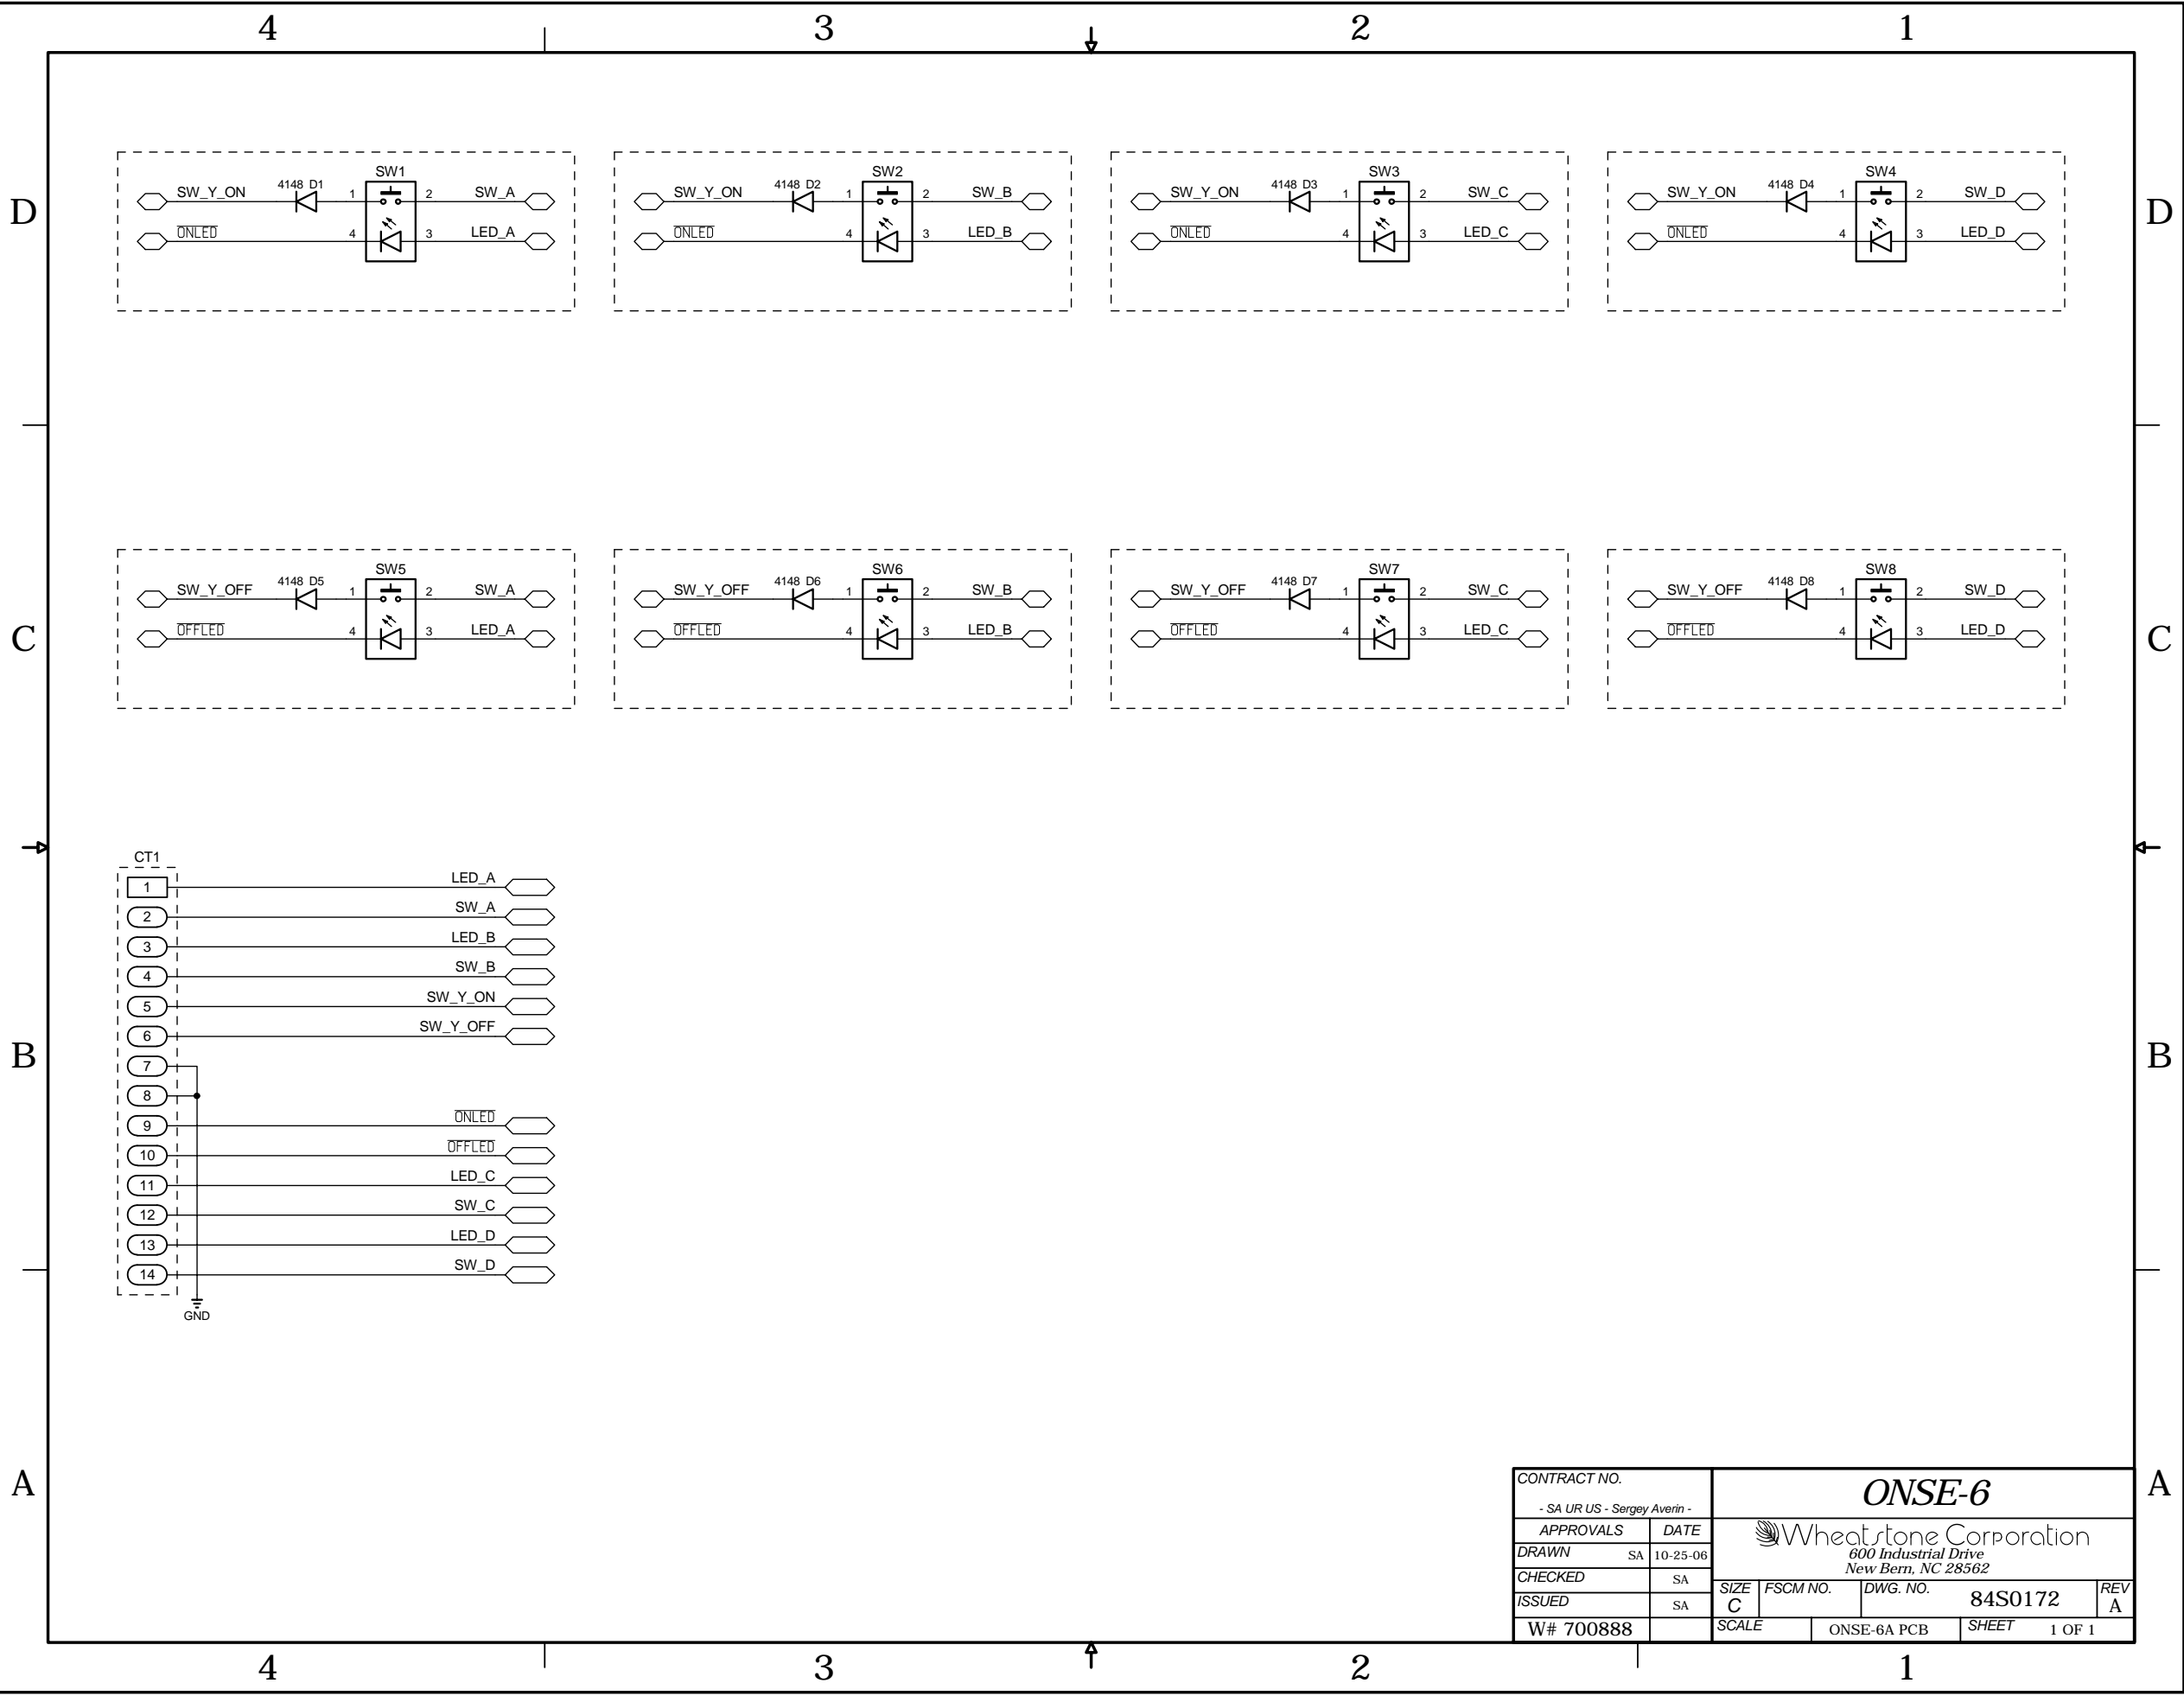 4 3 2 1
D D
SW1
SW_Y_ON 4148 D1 1 2 SW_A
ONLED 4 3 LED_A
SW2
SW_Y_ON 4148 D2 1 2 SW_B
ONLED 4 3 LED_B
SW3
SW_Y_ON 4148 D3 1 2 SW_C
ONLED 4 3 LED_C
SW4
SW_Y_ON 4148 D4 1 2 SW_D
ONLED 4 3 LED_D
C C
SW5
SW_Y_OFF 4148 D5 1 2 SW_A
OFFLED 4 3 LED_A
SW6
SW_Y_OFF 4148 D6 1 2 SW_B
OFFLED 4 3 LED_B
SW7
SW_Y_OFF 4148 D7 1 2 SW_C
OFFLED 4 3 LED_C
SW8
SW_Y_OFF 4148 D8 1 2 SW_D
OFFLED 4 3 LED_D
B B
CT1
1 LED_A
2 SW_A
3 LED_B
4 SW_B
5 SW_Y_ON
6 SW_Y_OFF
7
8
9 ONLED
10 OFFLED
11 LED_C
12 SW_C
13 LED_D
14 SW_D
GND
A A
CONTRACT NO.
- SA UR US - Sergey Averin -
APPROVALS DATE
DRAWN SA 10-25-06
CHECKED SA
ISSUED SA
W# 700888
ONSE-6
Wheatstone Corporation
600 Industrial Drive
New Bern, NC 28562
SIZE C FSCM NO. DWG. NO. 84S0172 REV A
SCALE ONSE-6A PCB SHEET 1 OF 1
4 3 2 1